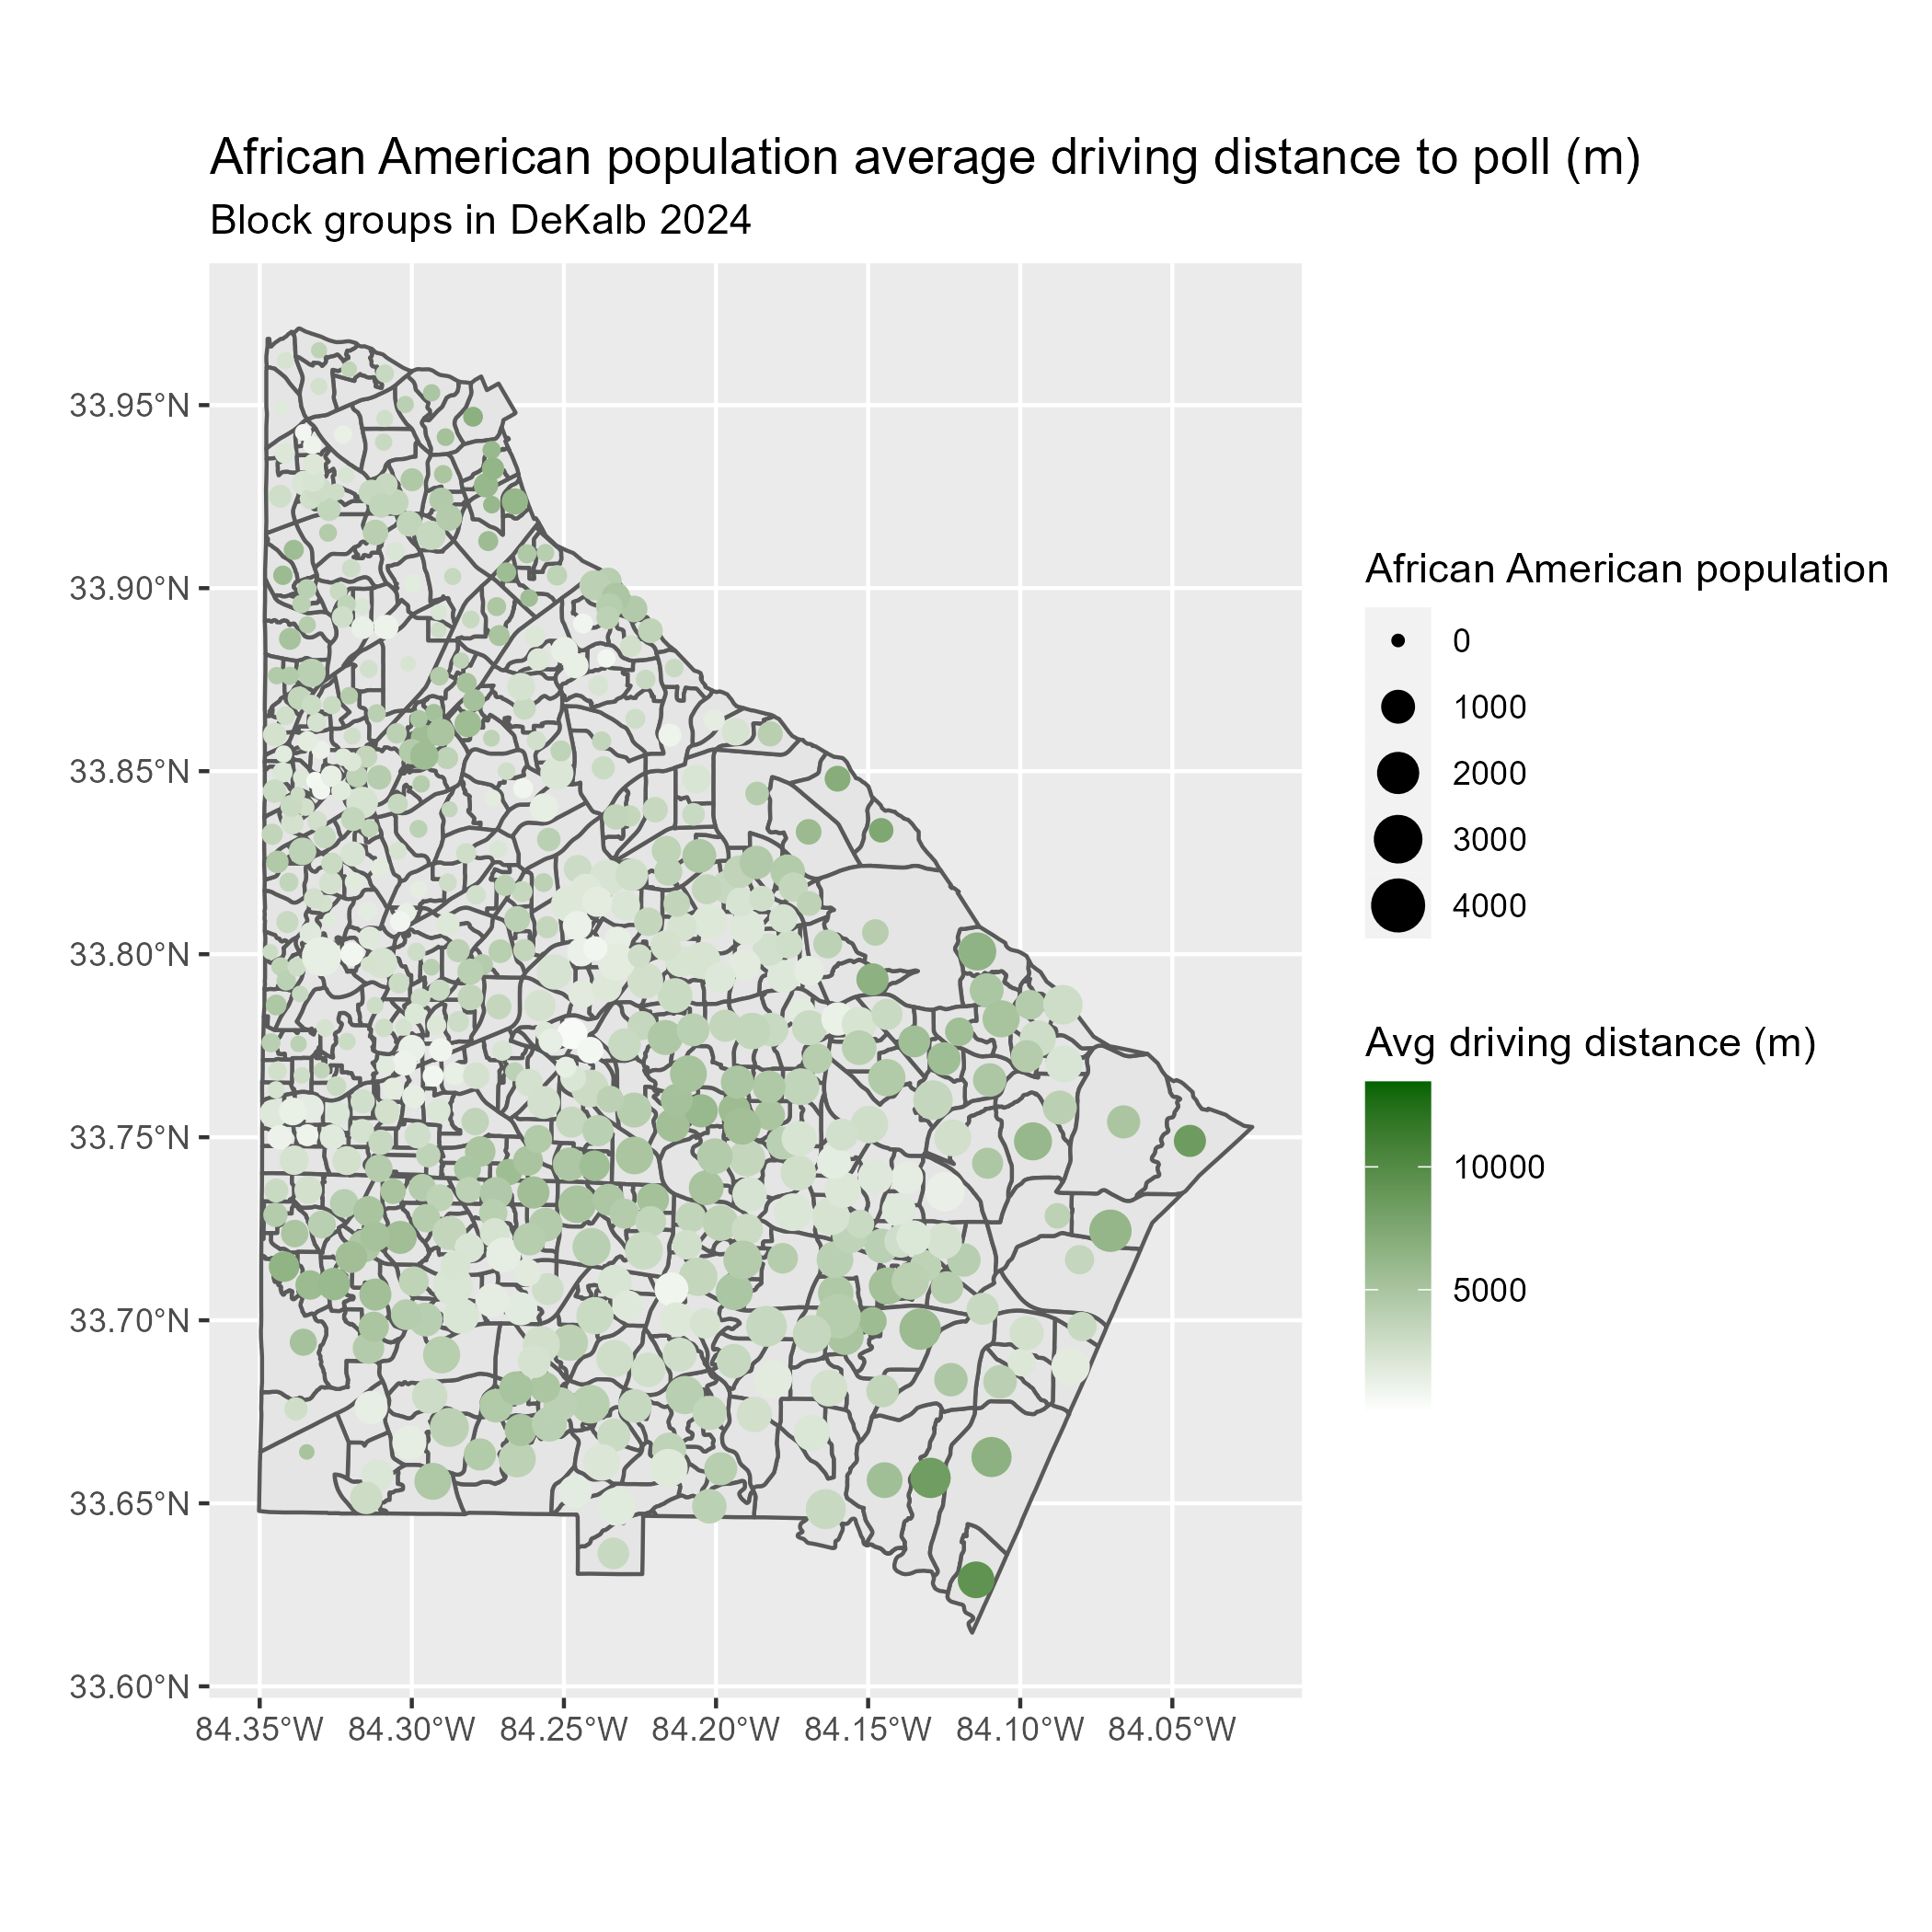 African American population average driving distance to poll (m)
Block groups in DeKalb 2024
33.95°N
33.90°N
33.85°N
33.80°N
33.75°N
33.70°N
33.65°N
33.60°N
84.35°W 84.30°W 84.25°W 84.20°W 84.15°W 84.10°W 84.05°W
African American population
0
1000
2000
3000
4000
Avg driving distance (m)
10000
5000